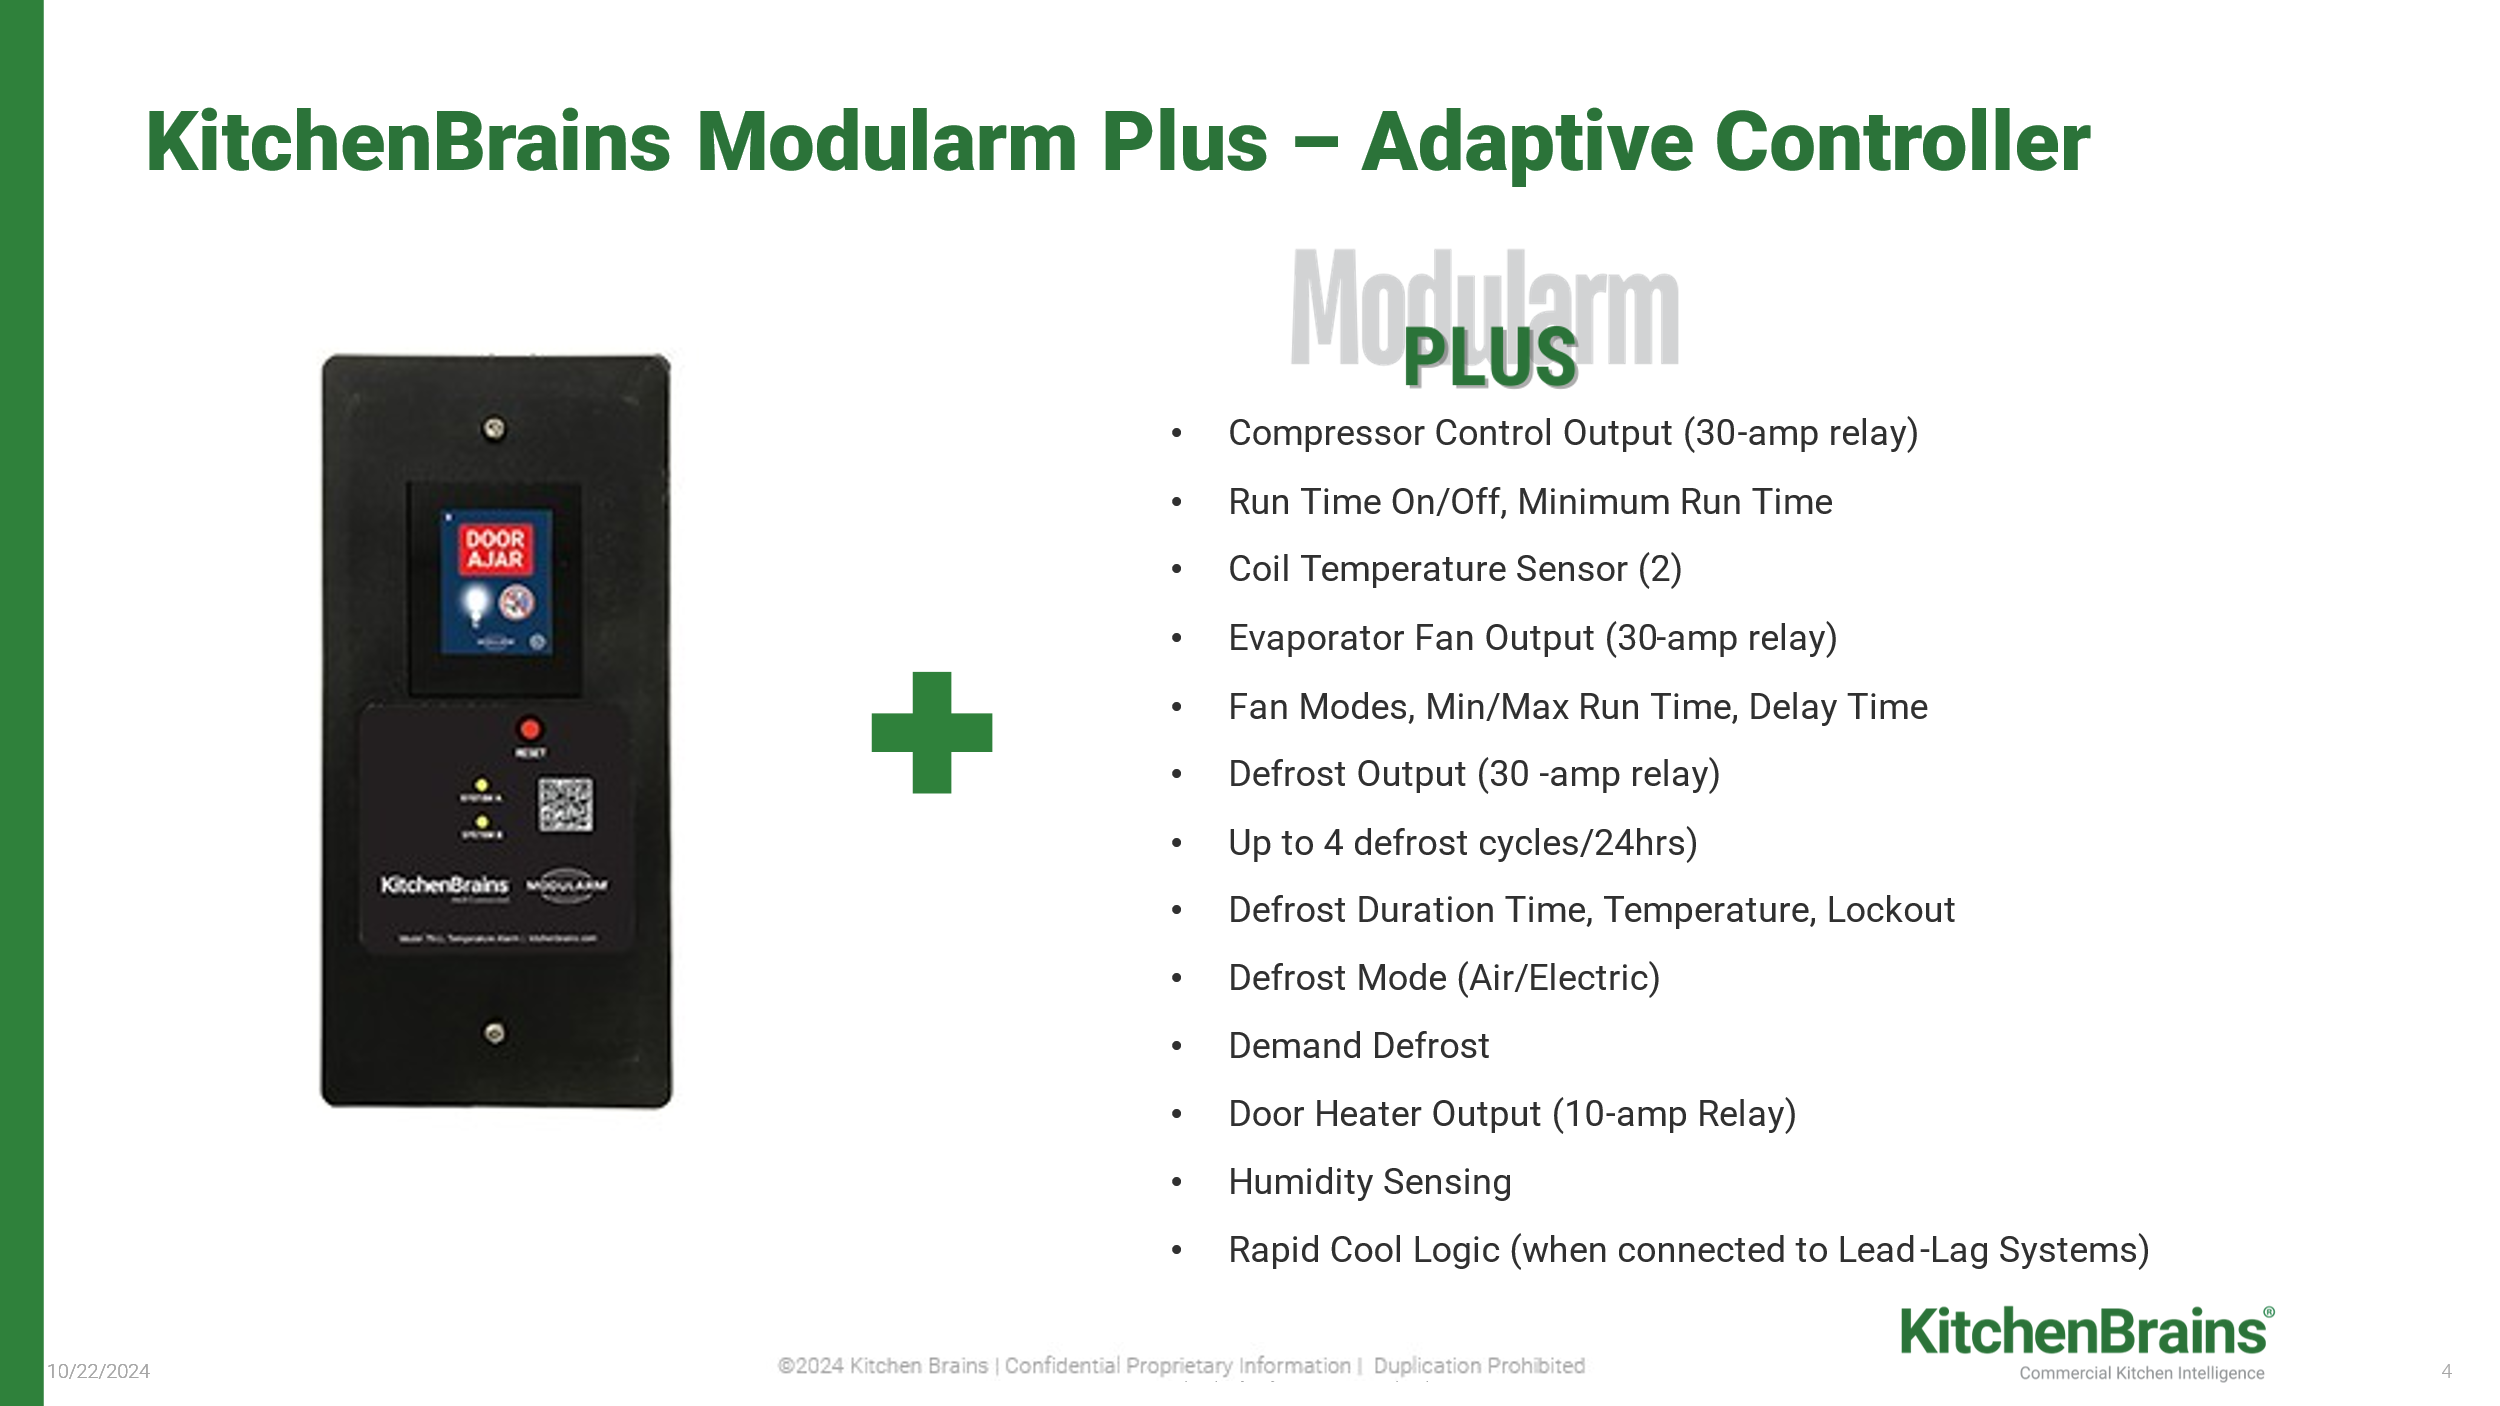 KitchenBrains Modularm Plus – Adaptive Controller
Modularm
PLUS
DOOR
AJAR
RESET
SYSTEM A
SYSTEM B
KitchenBrains
MODULARM
• Compressor Control Output (30-amp relay)
• Run Time On/Off, Minimum Run Time
• Coil Temperature Sensor (2)
• Evaporator Fan Output (30-amp relay)
• Fan Modes, Min/Max Run Time, Delay Time
• Defrost Output (30 -amp relay)
• Up to 4 defrost cycles/24hrs)
• Defrost Duration Time, Temperature, Lockout
• Defrost Mode (Air/Electric)
• Demand Defrost
• Door Heater Output (10-amp Relay)
• Humidity Sensing
• Rapid Cool Logic (when connected to Lead-Lag Systems)
KitchenBrains®
Commercial Kitchen Intelligence
10/22/2024
©2024 Kitchen Brains | Confidential Proprietary Information | Duplication Prohibited
4